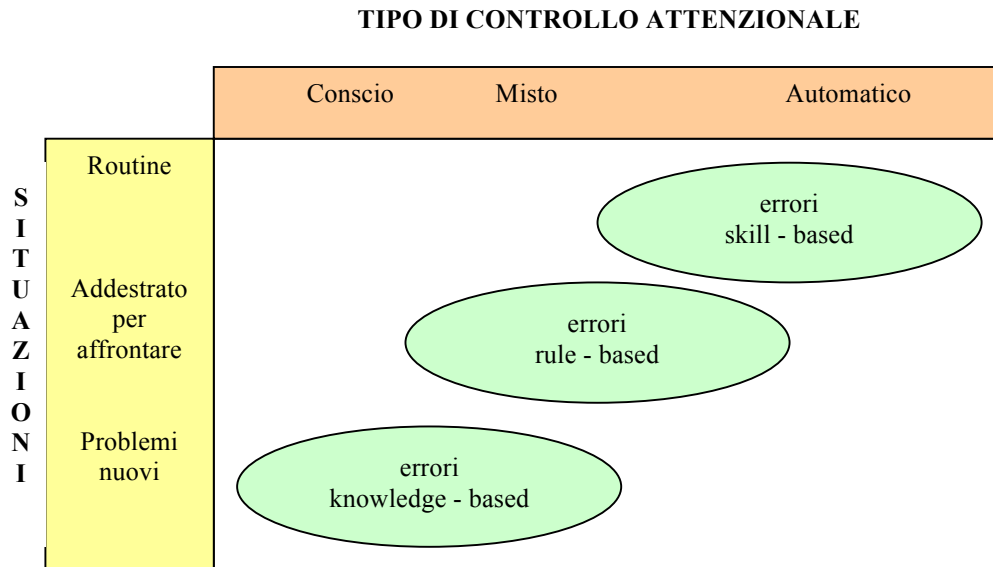 TIPO DI CONTROLLO ATTENZIONALE
Conscio Misto Automatico
S
I
T
U
A
Z
I
O
N
I
Routine
errori
skill - based
Addestrato
per
affrontare
errori
rule - based
Problemi
nuovi
errori
knowledge - based